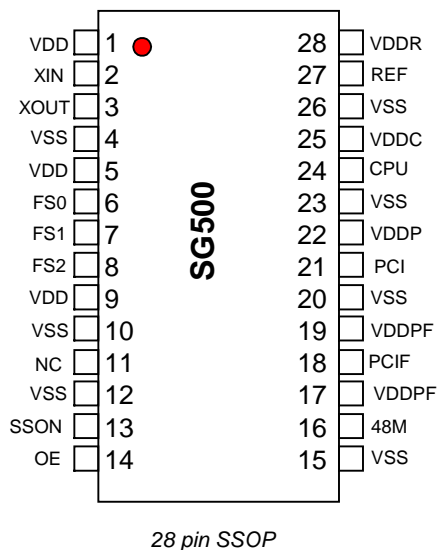 VDD 1 28 VDDR
XIN 2 27 REF
XOUT 3 26 VSS
VSS 4 25 VDDC
VDD 5 24 CPU
FS0 6 23 VSS
FS1 7 22 VDDP
FS2 8 21 PCI
VDD 9 20 VSS
VSS 10 19 VDDPF
NC 11 18 PCIF
VSS 12 17 VDDPF
SSON 13 16 48M
OE 14 15 VSS
SG500
28 pin SSOP